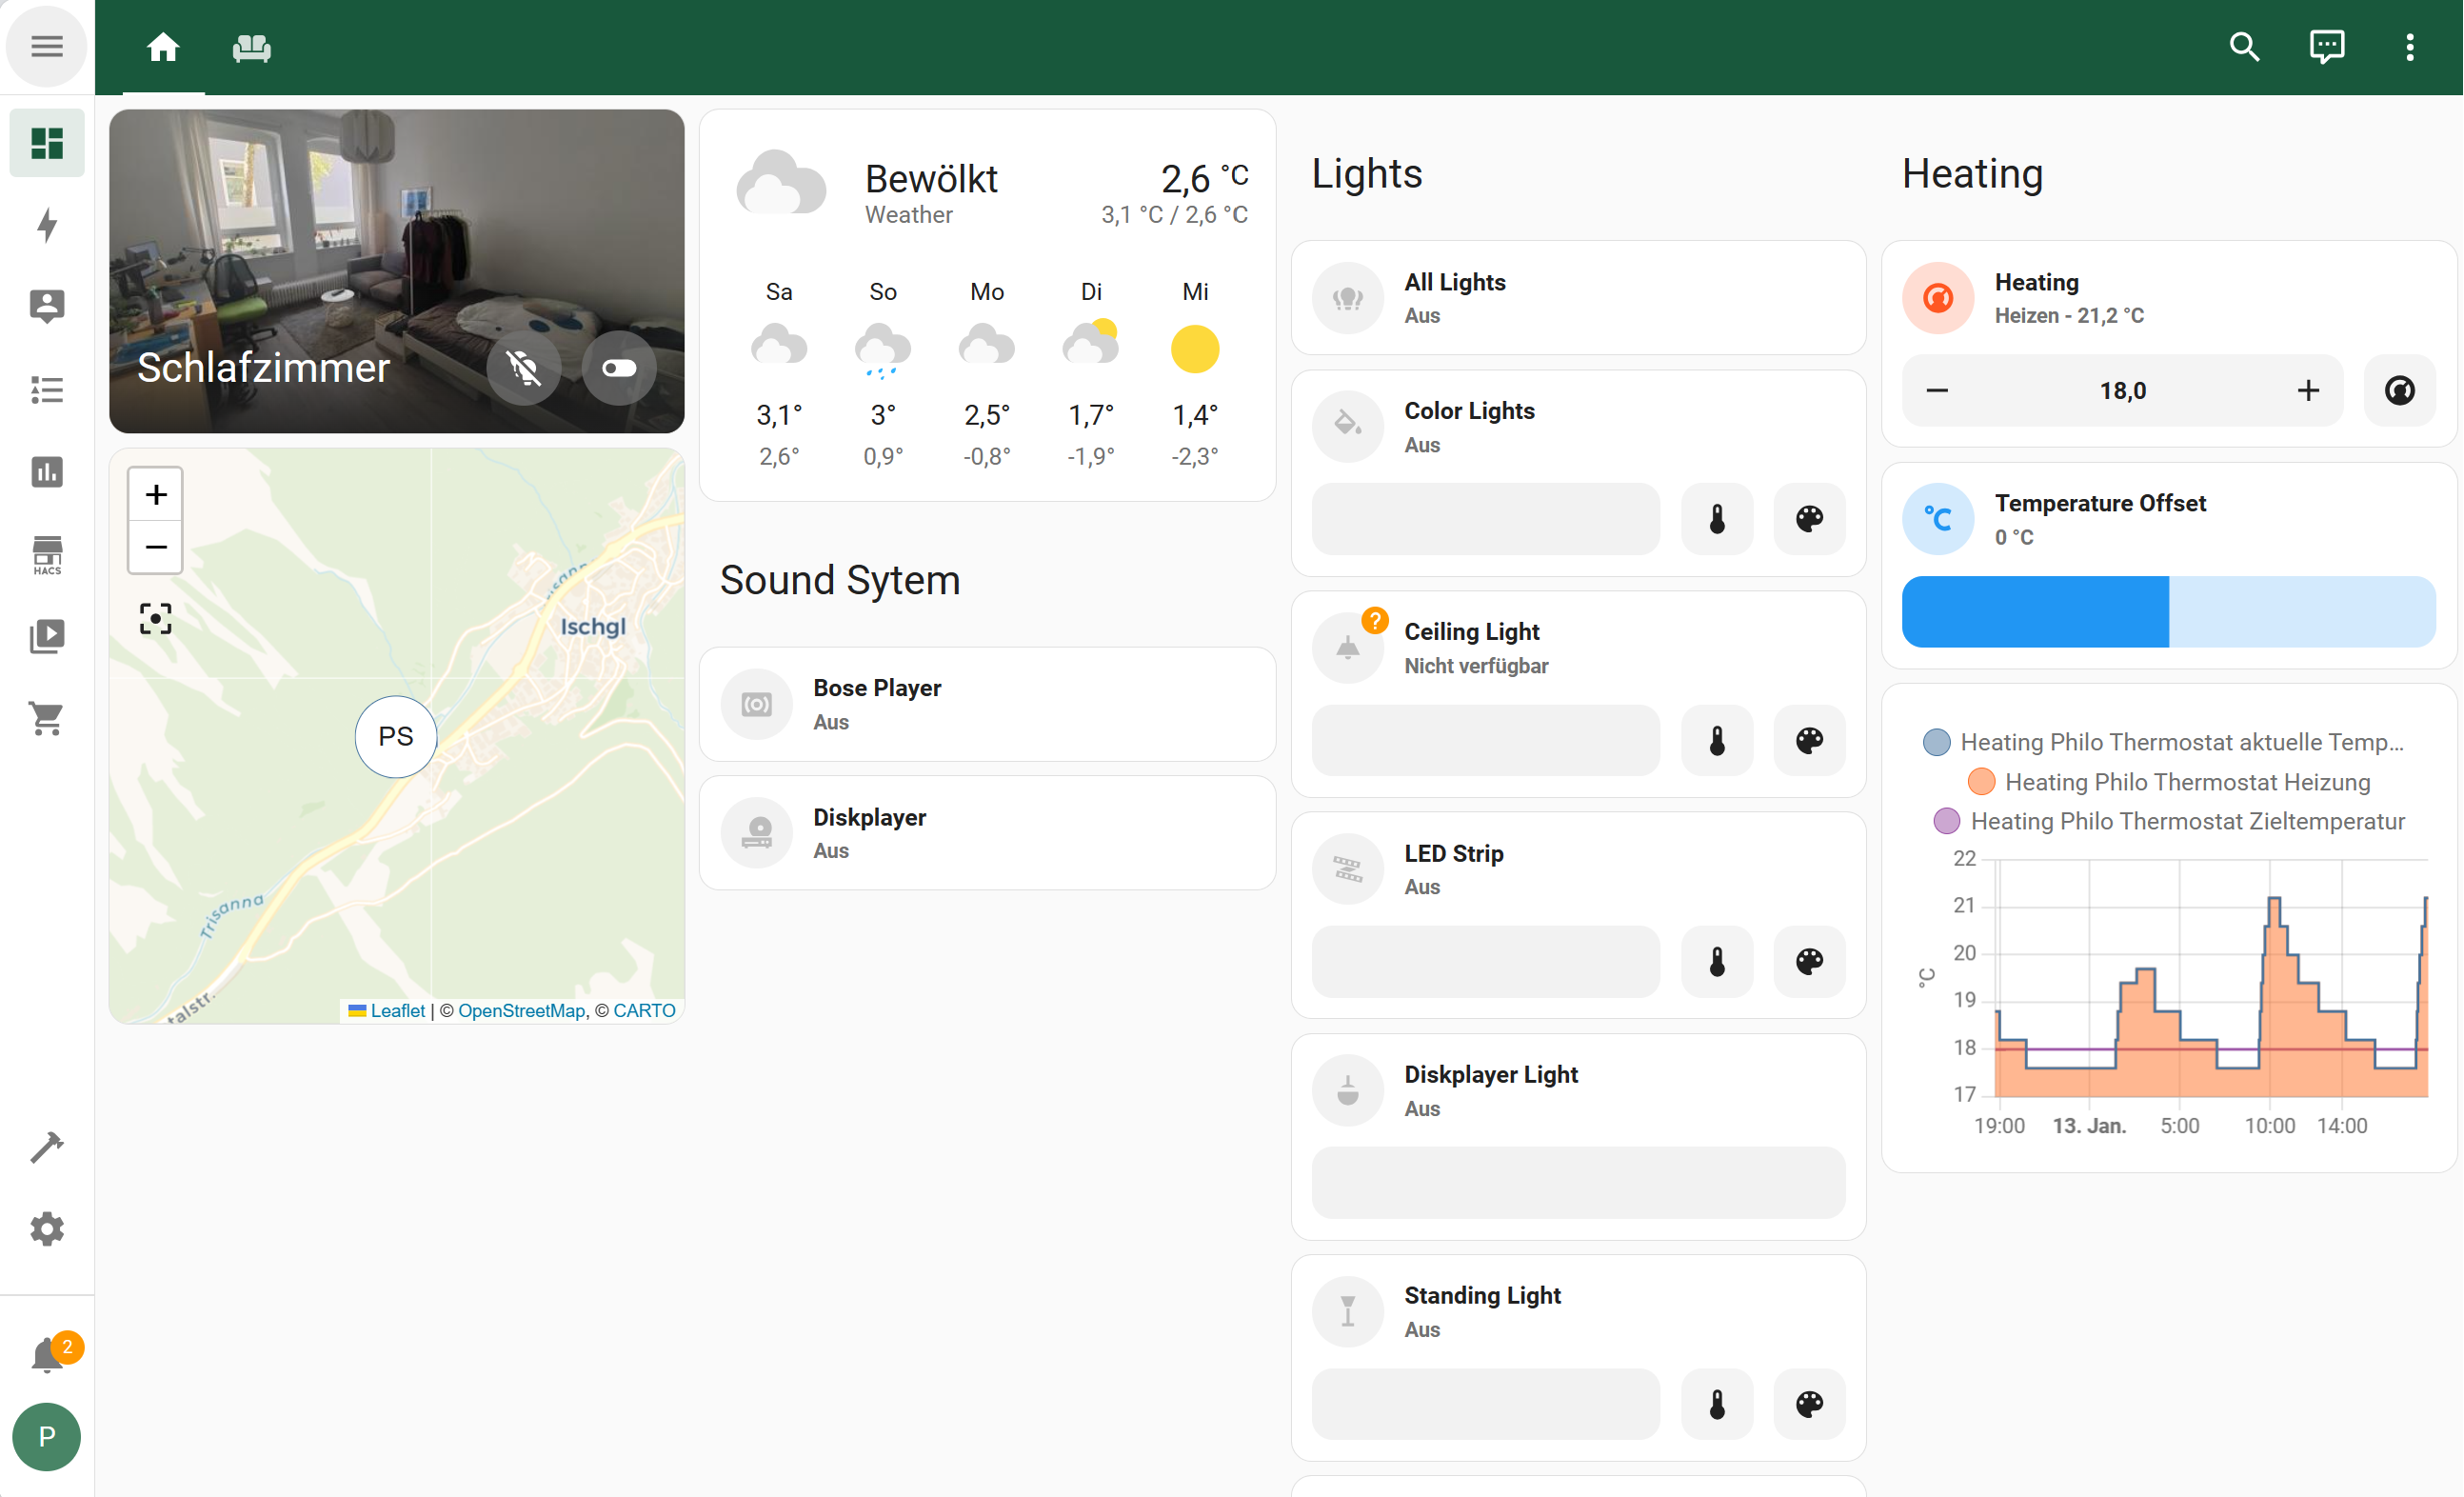 HACS
2
P
Schlafzimmer
+
−
Ischgl
Trisanna
PS
Trisanna
talstr.
Leaflet | © OpenStreetMap, © CARTO
Bewölkt
Weather
2,6 °C
3,1 °C / 2,6 °C
Sa So Mo Di Mi
3,1° 3° 2,5° 1,7° 1,4°
2,6° 0,9° -0,8° -1,9° -2,3°
Sound Sytem
Bose Player
Aus
Diskplayer
Aus
Lights
All Lights
Aus
Color Lights
Aus
?
Ceiling Light
Nicht verfügbar
LED Strip
Aus
Diskplayer Light
Aus
Standing Light
Aus
Heating
Heating
Heizen - 21,2 °C
− 18,0 +
°C
Temperature Offset
0 °C
Heating Philo Thermostat aktuelle Temp...
Heating Philo Thermostat Heizung
Heating Philo Thermostat Zieltemperatur
22
21
20
19
18
17
°C
19:00 13. Jan. 5:00 10:00 14:00